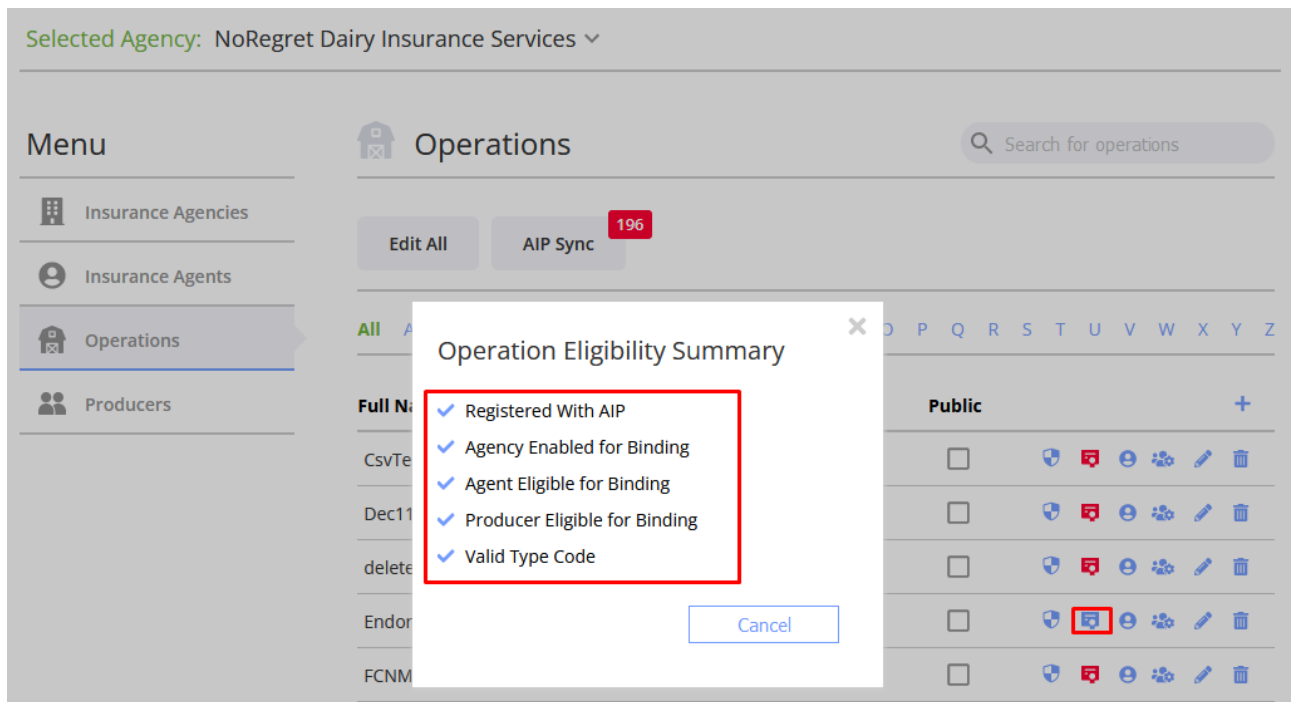 Selected Agency: NoRegret Dairy Insurance Services
Menu
Operations
Search for operations
Insurance Agencies
Insurance Agents
Operations
Producers
Edit All
AIP Sync
196
All A O P Q R S T U V W X Y Z
Operation Eligibility Summary
Registered With AIP
Agency Enabled for Binding
Agent Eligible for Binding
Producer Eligible for Binding
Valid Type Code
Cancel
Full Na
Public
+
CsvTe
Dec11
delete
Endor
FCNM